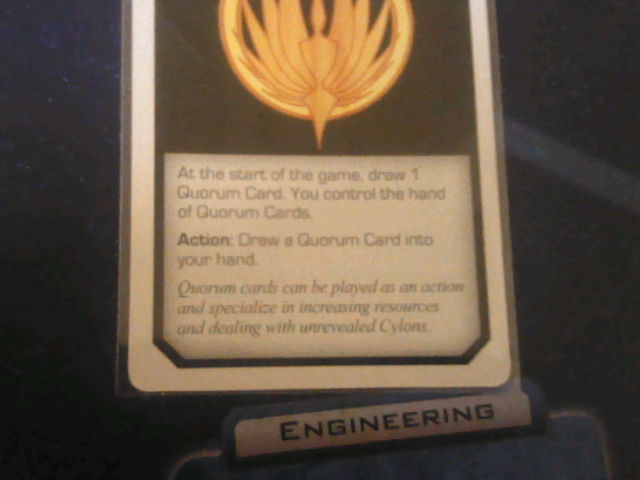 At the start of the game, draw 1
Quorum Card. You control the hand
of Quorum Cards.
Action: Draw a Quorum Card into
your hand.
Quorum cards can be played as an action
and specialize in increasing resources
and dealing with unrevealed Cylons.
ENGINEERING